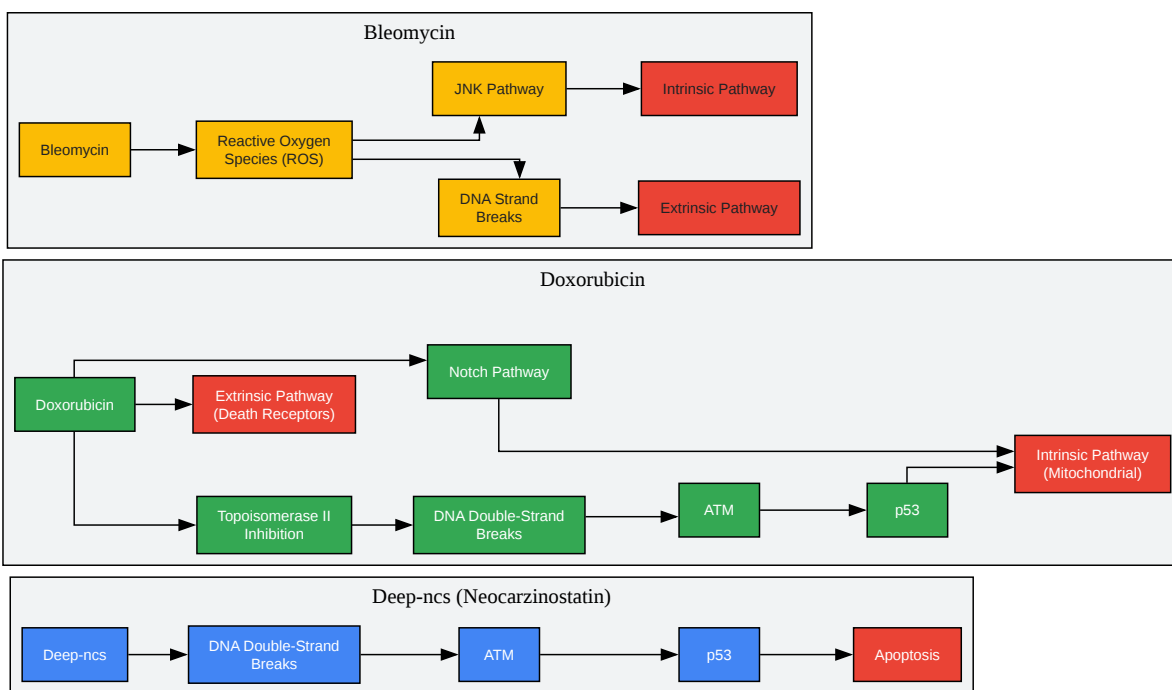 Bleomycin
JNK Pathway
Intrinsic Pathway
Bleomycin
Reactive Oxygen
Species (ROS)
DNA Strand
Breaks
Extrinsic Pathway
Doxorubicin
Notch Pathway
Doxorubicin
Extrinsic Pathway
(Death Receptors)
Intrinsic Pathway
(Mitochondrial)
Topoisomerase II
Inhibition
DNA Double-Strand
Breaks
ATM
p53
Deep-ncs (Neocarzinostatin)
Deep-ncs
DNA Double-Strand
Breaks
ATM
p53
Apoptosis